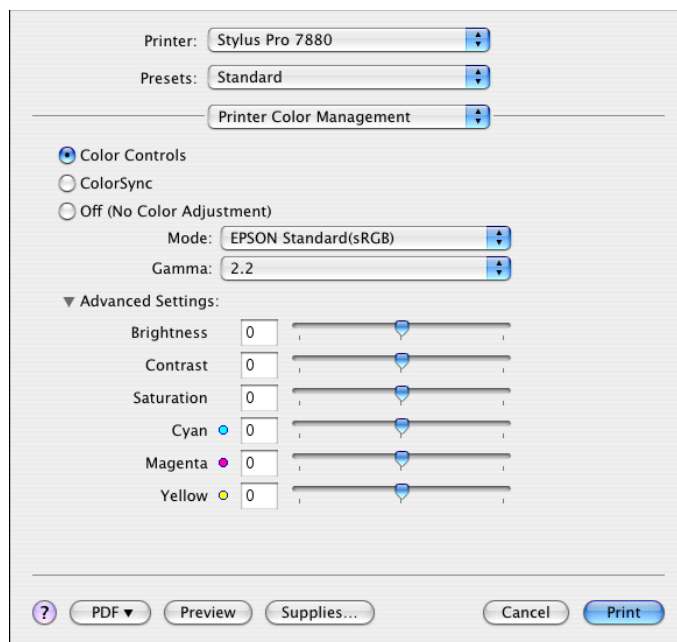 Printer: Stylus Pro 7880
Presets: Standard
Printer Color Management
Color Controls
ColorSync
Off (No Color Adjustment)
Mode: EPSON Standard(sRGB)
Gamma: 2.2
▼ Advanced Settings:
Brightness 0
Contrast 0
Saturation 0
Cyan 0
Magenta 0
Yellow 0
? PDF ▼ Preview Supplies... Cancel Print